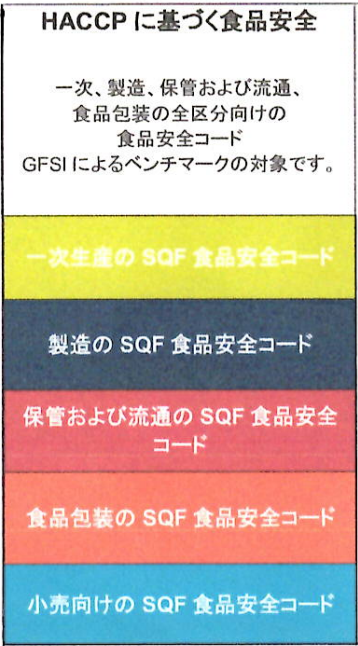 HACCP に基づく食品安全
一次、製造、保管および流通、
食品包装の全区分向けの
食品安全コード
GFSI によるベンチマークの対象です。
一次生産の SQF 食品安全コード
製造の SQF 食品安全コード
保管および流通の SQF 食品安全
コード
食品包装の SQF 食品安全コード
小売向けの SQF 食品安全コード